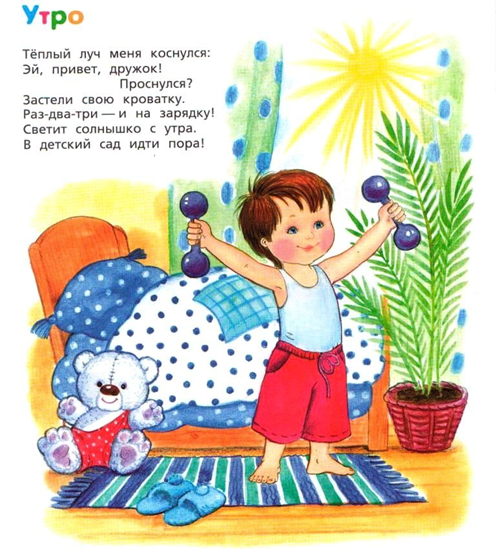 Утро
Тёплый луч меня коснулся:
Эй, привет, дружок!
Проснулся?
Застели свою кроватку.
Раз-два-три — и на зарядку!
Светит солнышко с утра.
В детский сад идти пора!